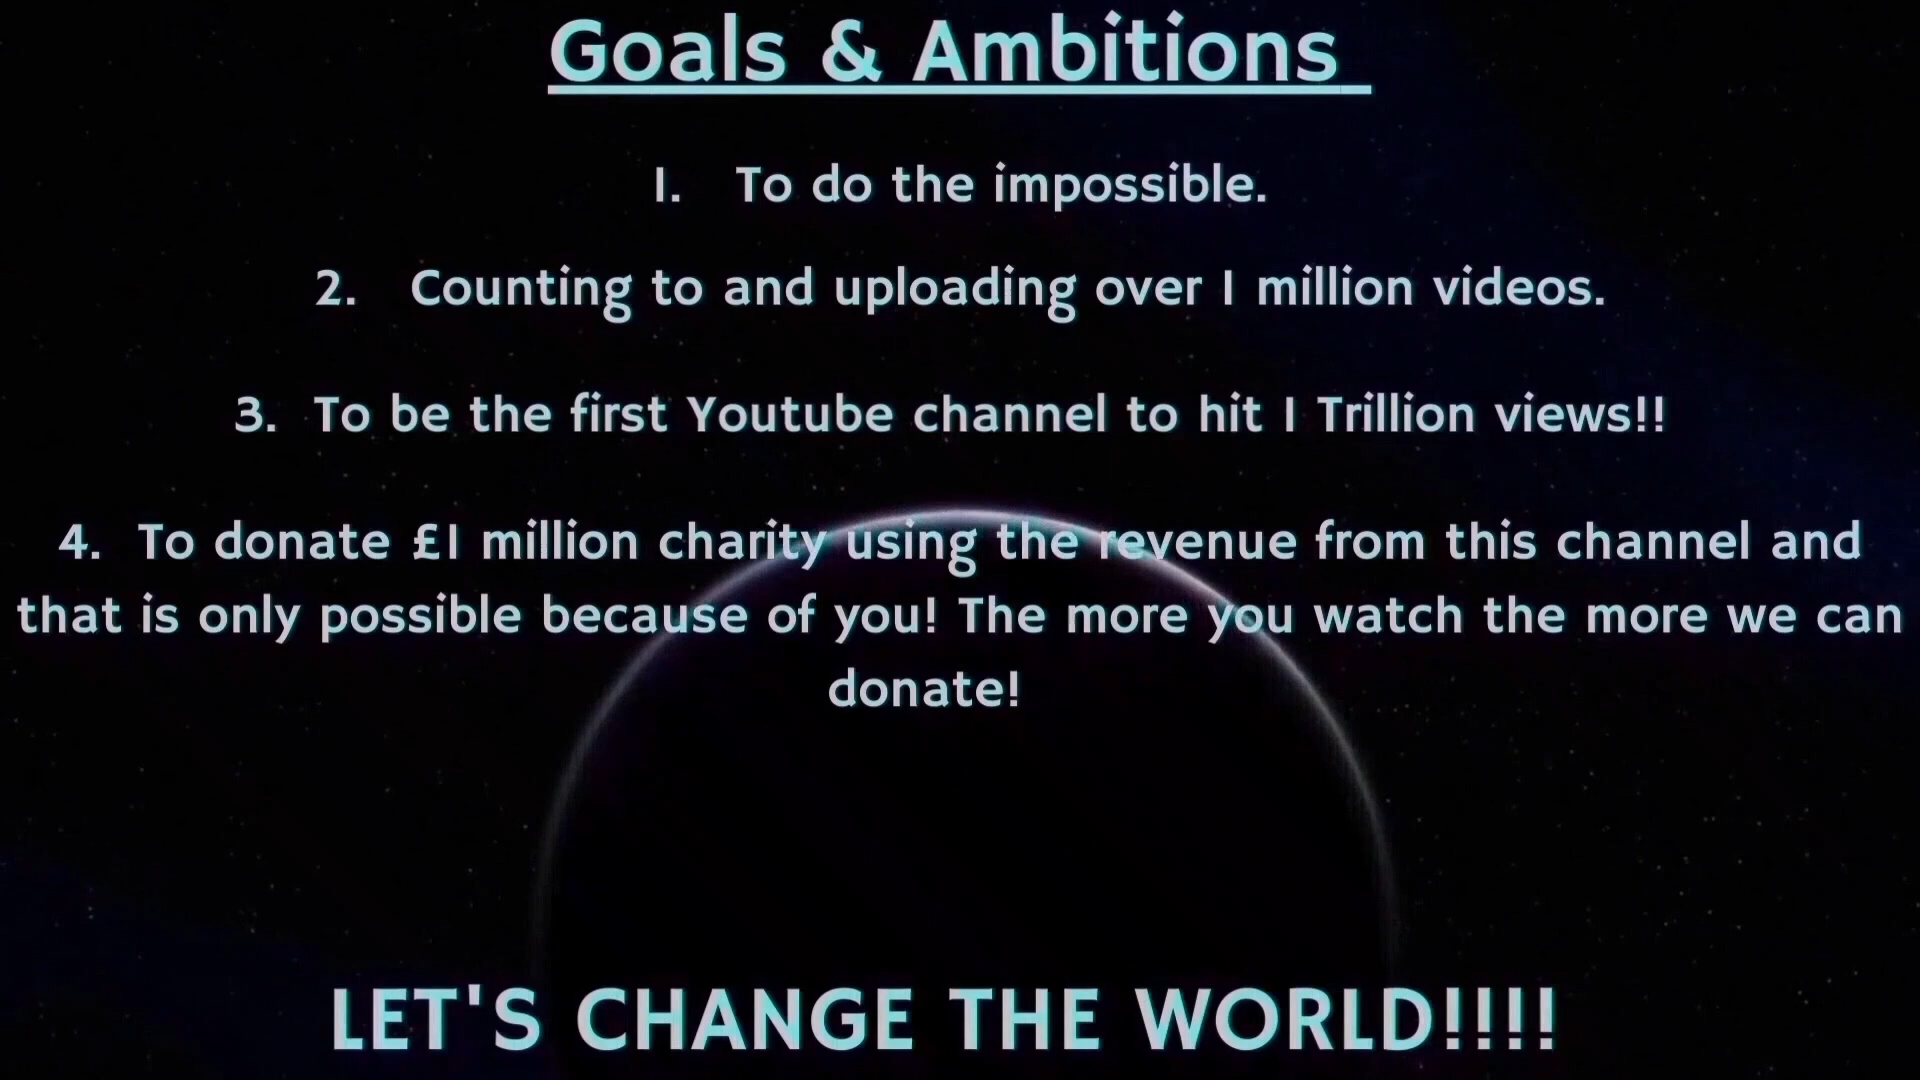 Goals & Ambitions
1. To do the impossible.
2. Counting to and uploading over 1 million videos.
3. To be the first Youtube channel to hit 1 Trillion views!!
4. To donate £1 million charity using the revenue from this channel and
that is only possible because of you! The more you watch the more we can
donate!
LET'S CHANGE THE WORLD!!!!